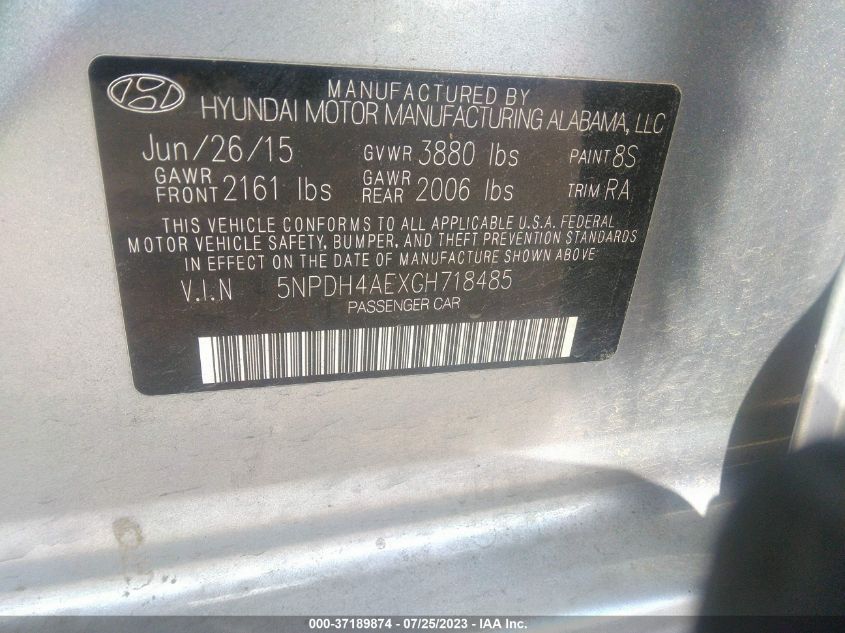 MANUFACTURED BY
HYUNDAI MOTOR MANUFACTURING ALABAMA, LLC
Jun/26/15 GVWR 3880 lbs PAINT 8S
GAWR FRONT 2161 lbs GAWR REAR 2006 lbs TRIM RA
THIS VEHICLE CONFORMS TO ALL APPLICABLE U.S.A. FEDERAL
MOTOR VEHICLE SAFETY, BUMPER, AND THEFT PREVENTION STANDARDS
IN EFFECT ON THE DATE OF MANUFACTURE SHOWN ABOVE
V.I.N 5NPDH4AEXGH718485
PASSENGER CAR
000-37189874 - 07/25/2023 - IAA Inc.